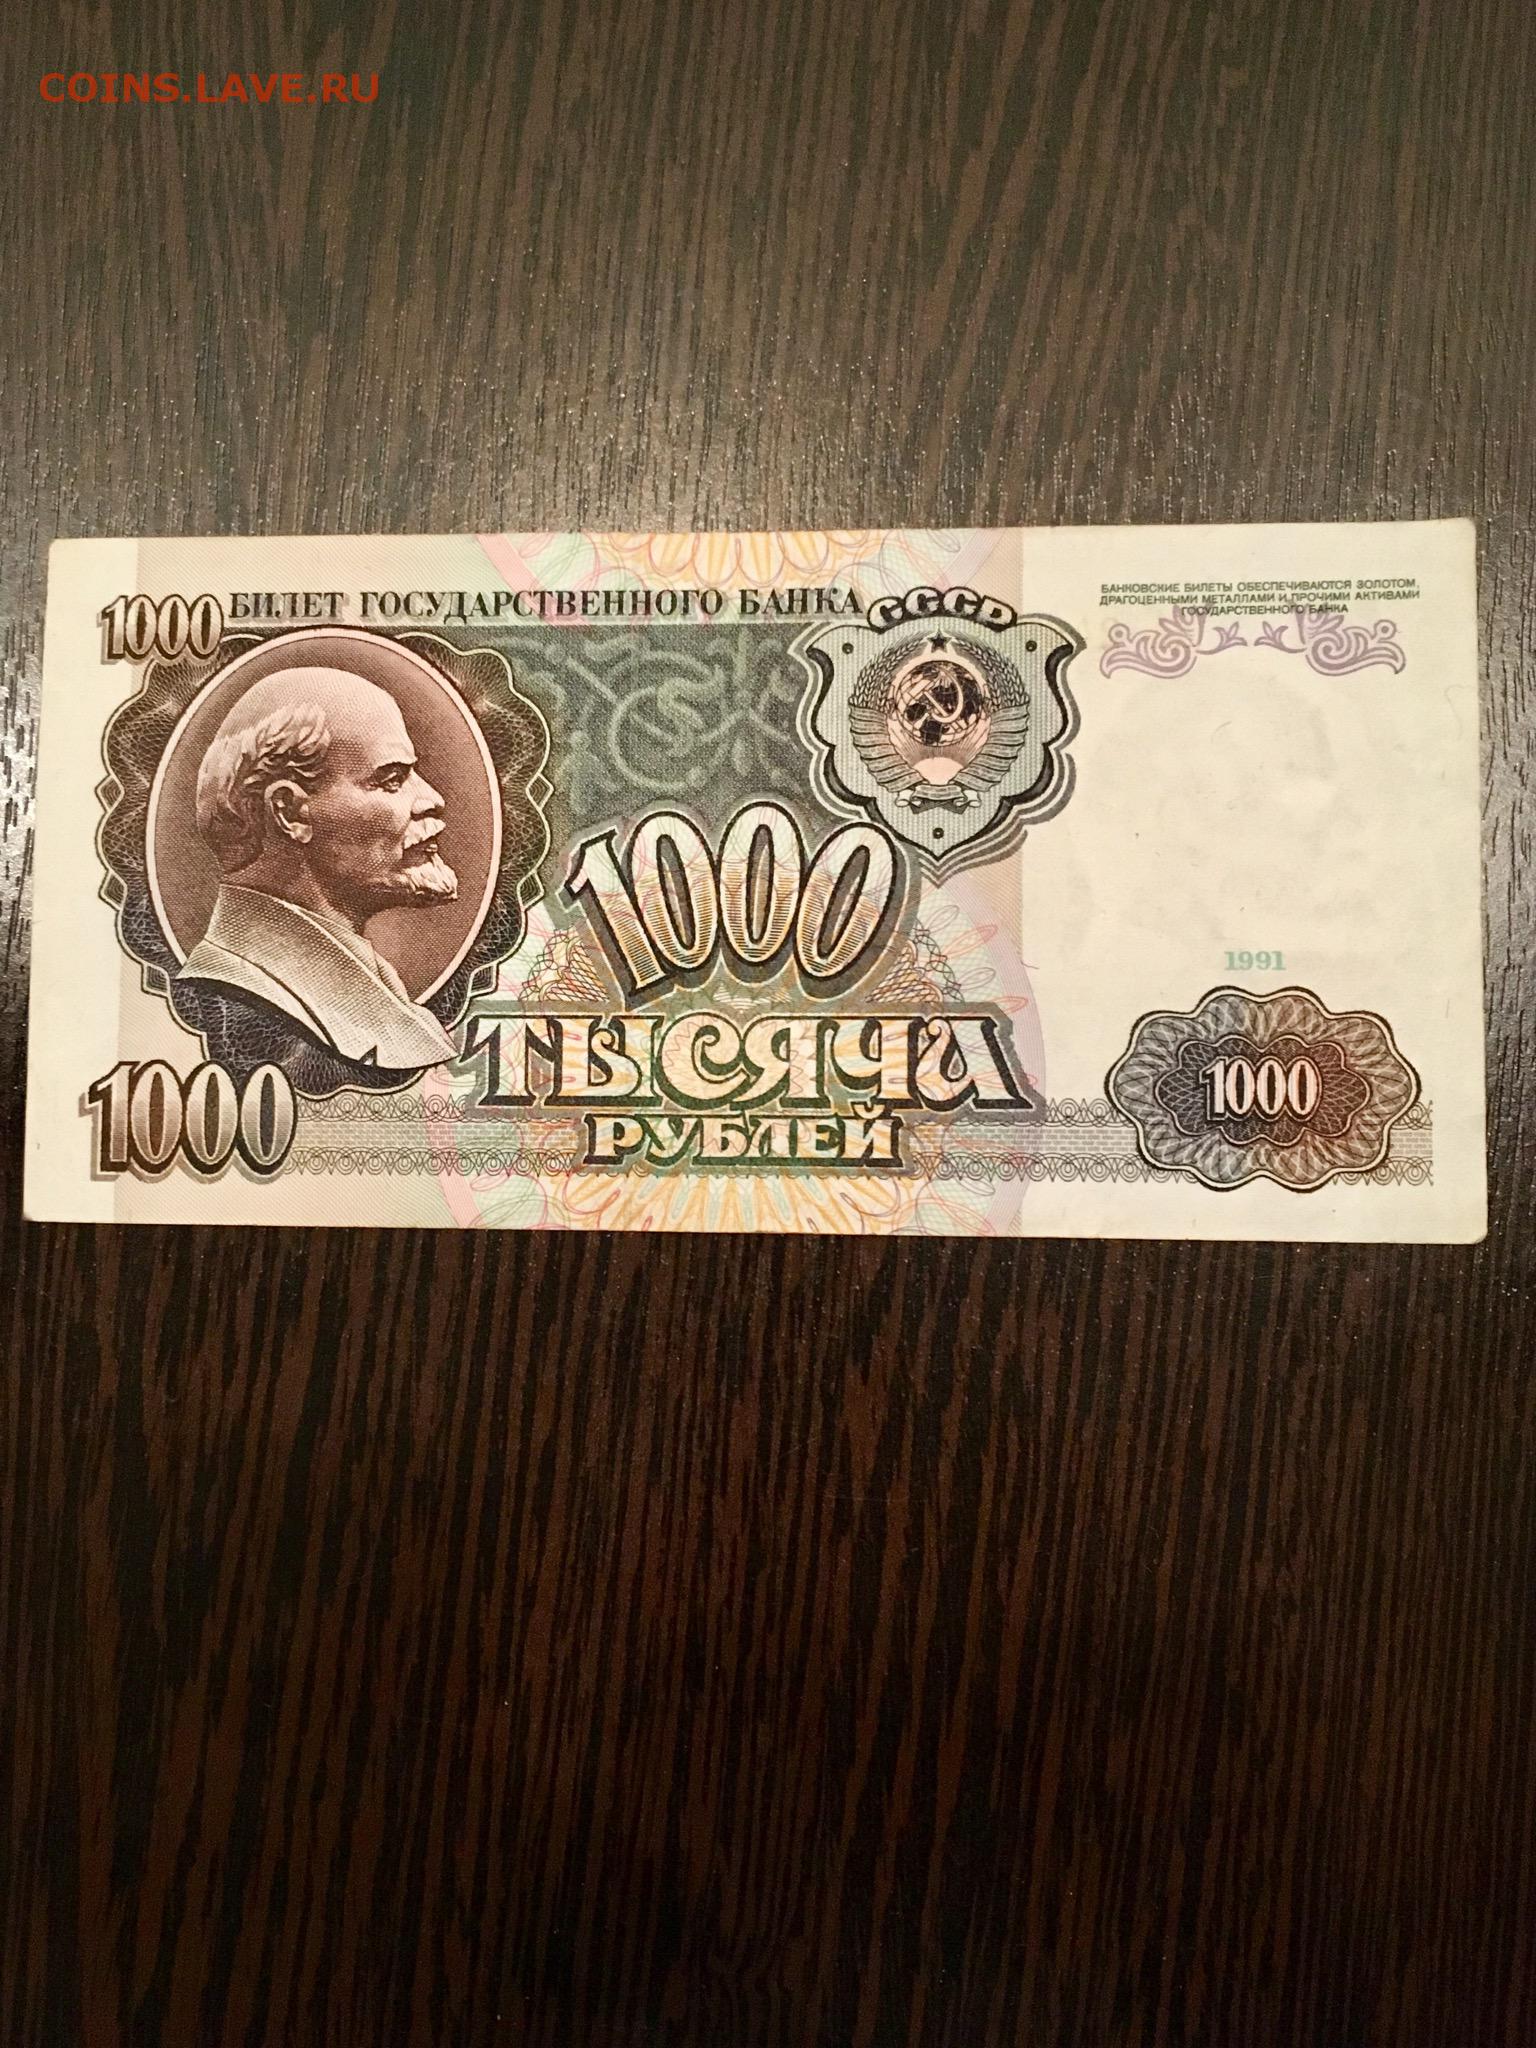 COINS.LAVE.RU
1000 БИЛЕТ ГОСУДАРСТВЕННОГО БАНКА СССР
БАНКОВСКИЕ БИЛЕТЫ ОБЕСПЕЧИВАЮТСЯ ЗОЛОТОМ,
ДРАГОЦЕННЫМИ МЕТАЛЛАМИ И ПРОЧИМИ АКТИВАМИ
ГОСУДАРСТВЕННОГО БАНКА
1000
1991
ТЫСЯЧА
РУБЛЕЙ
1000
1000